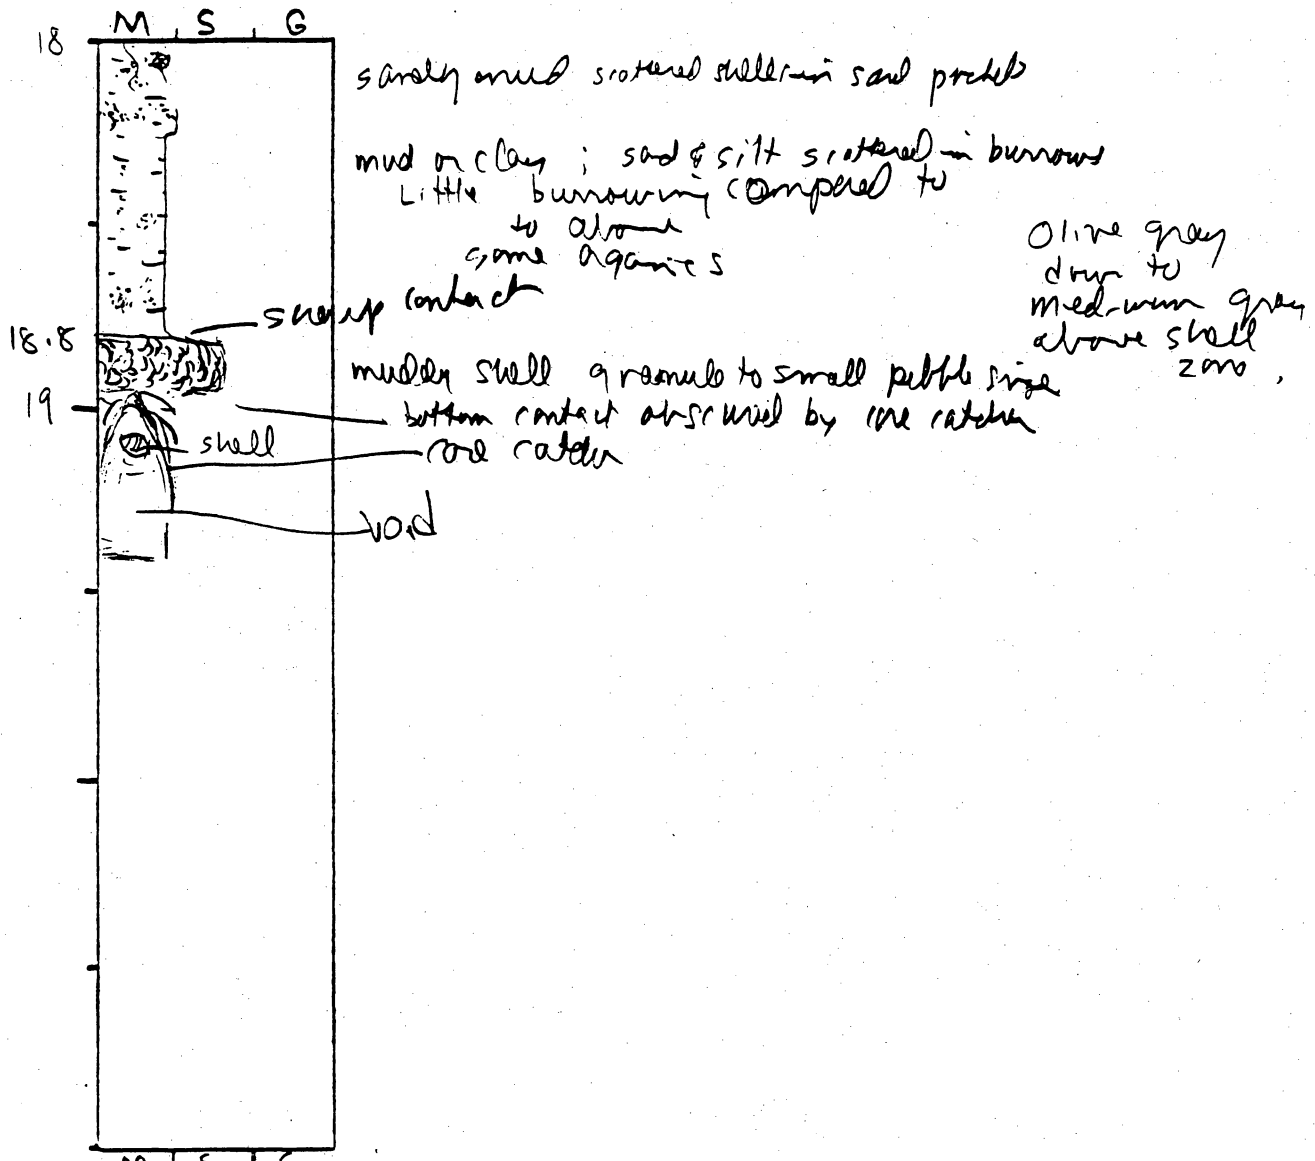 M S G
18
sandy mud scattered shells in sand pockets
mud or clay ; sad & silt scattered in burrows
Little burrowing compared to
to above
some organics
Olive gray
down to
medium gray
above shell
zone .
sharp contact
18.8
muddy shell granule to small pebble size
19
bottom contact obscured by core catcher
shell
core catcher
void
M S G